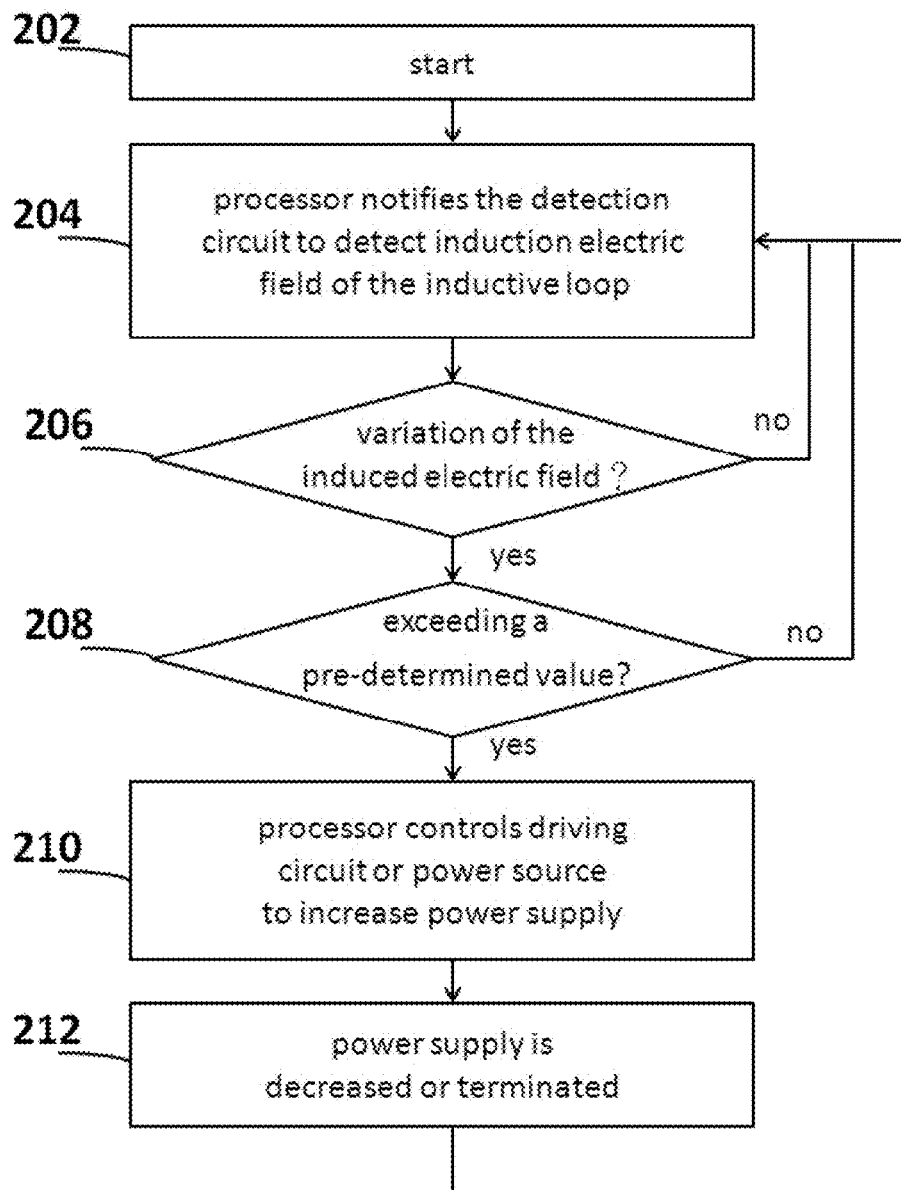 202
start
204
processor notifies the detection
circuit to detect induction electric
field of the inductive loop
206
variation of the
induced electric field ?
no
yes
208
exceeding a
pre-determined value?
no
yes
210
processor controls driving
circuit or power source
to increase power supply
212
power supply is
decreased or terminated